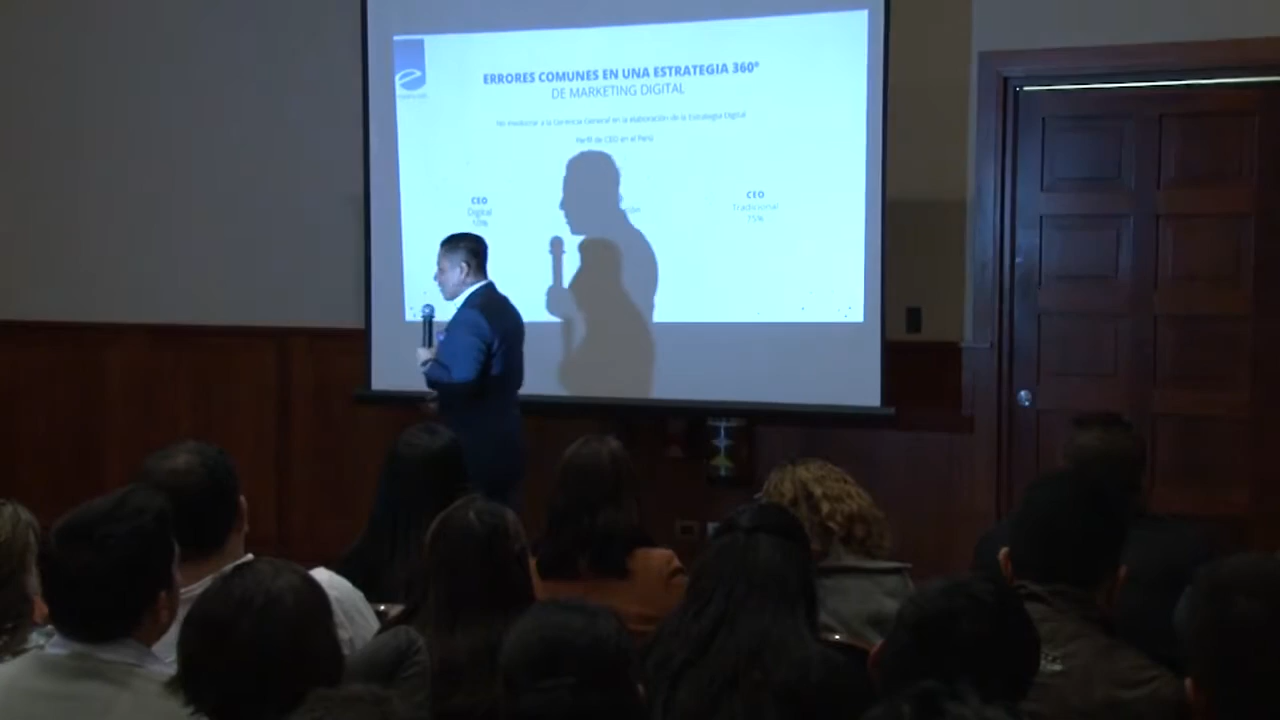 ERRORES COMUNES EN UNA ESTRATEGIA 360°
DE MARKETING DIGITAL
No involucrar a la Gerencia General en la elaboración de la Estrategia Digital
Perfil de CEO en el Perú
CEO
Digital
10%
CEO
Tradicional
75%